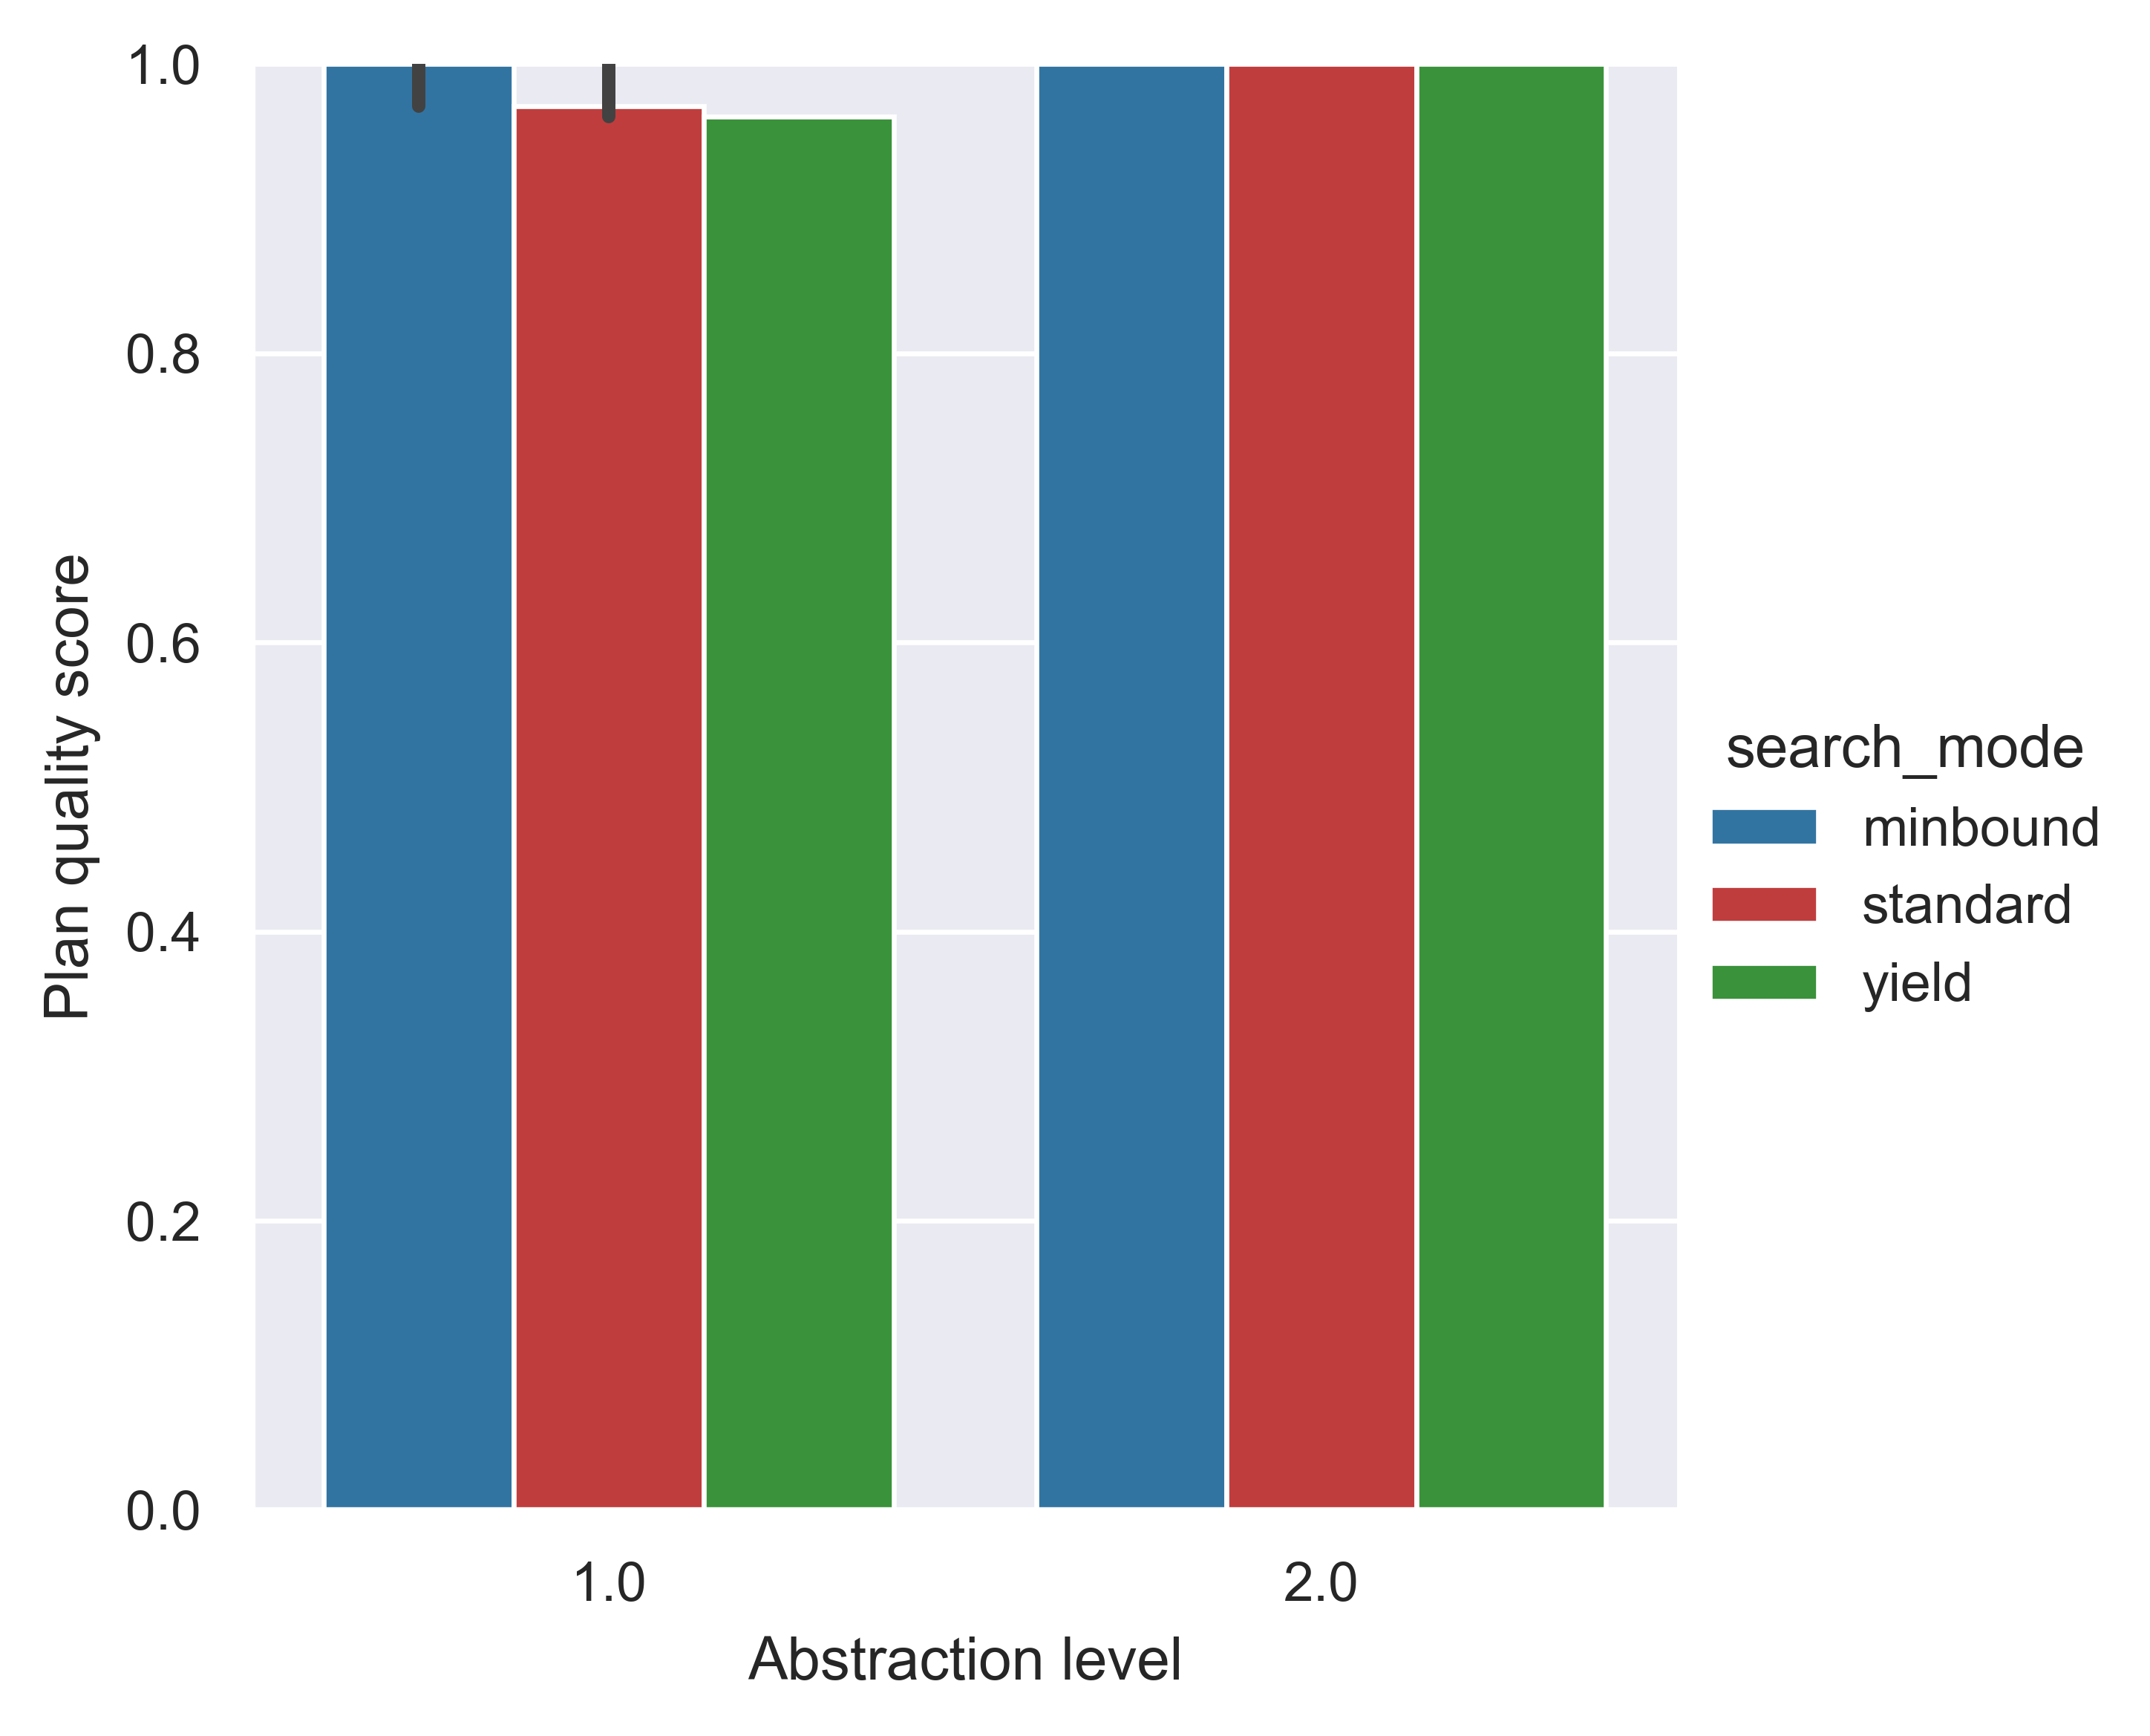 1.0
0.8
0.6
0.4
0.2
0.0
Plan quality score
1.0
2.0
Abstraction level
search_mode
minbound
standard
yield